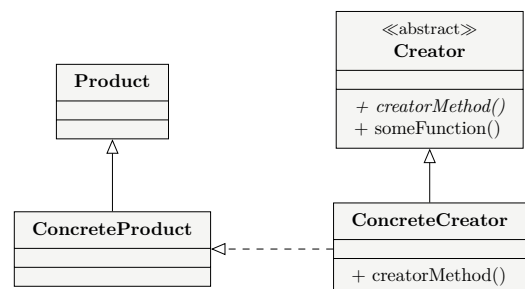 ≪abstract≫
Creator
+ creatorMethod()
+ someFunction()
Product
ConcreteProduct
ConcreteCreator
+ creatorMethod()